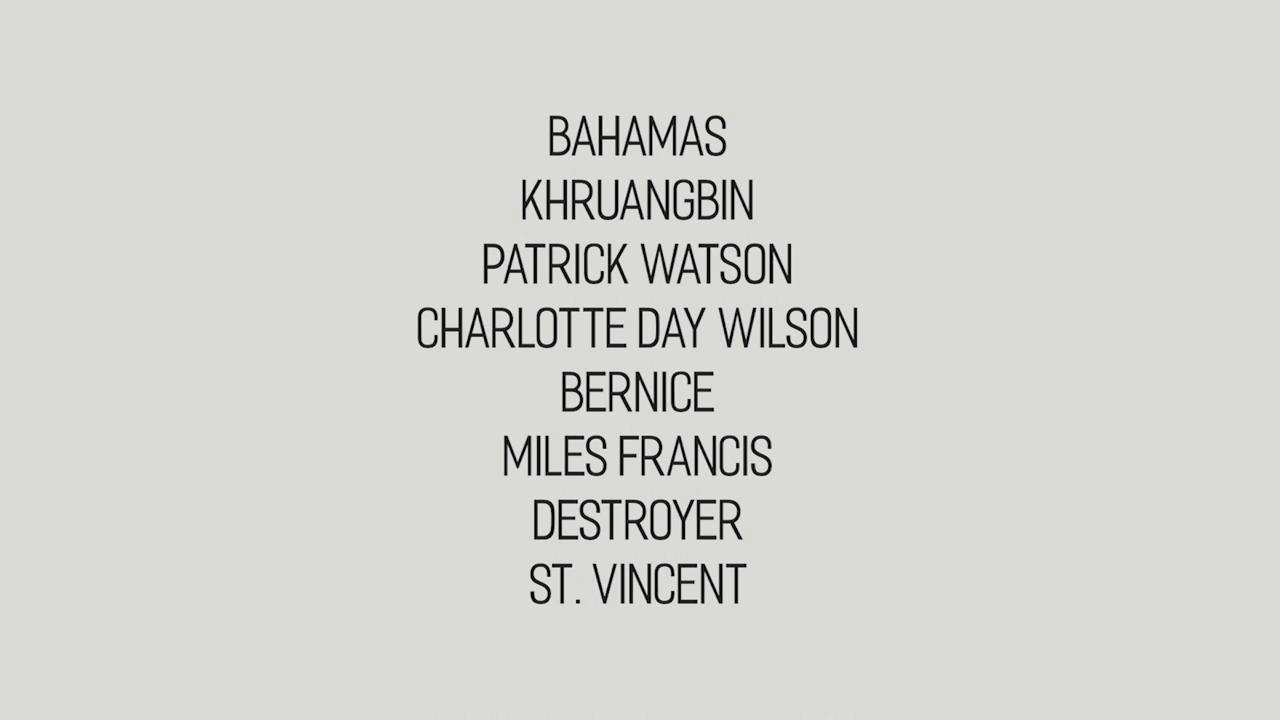 BAHAMAS
KHRUANGBIN
PATRICK WATSON
CHARLOTTE DAY WILSON
BERNICE
MILES FRANCIS
DESTROYER
ST. VINCENT